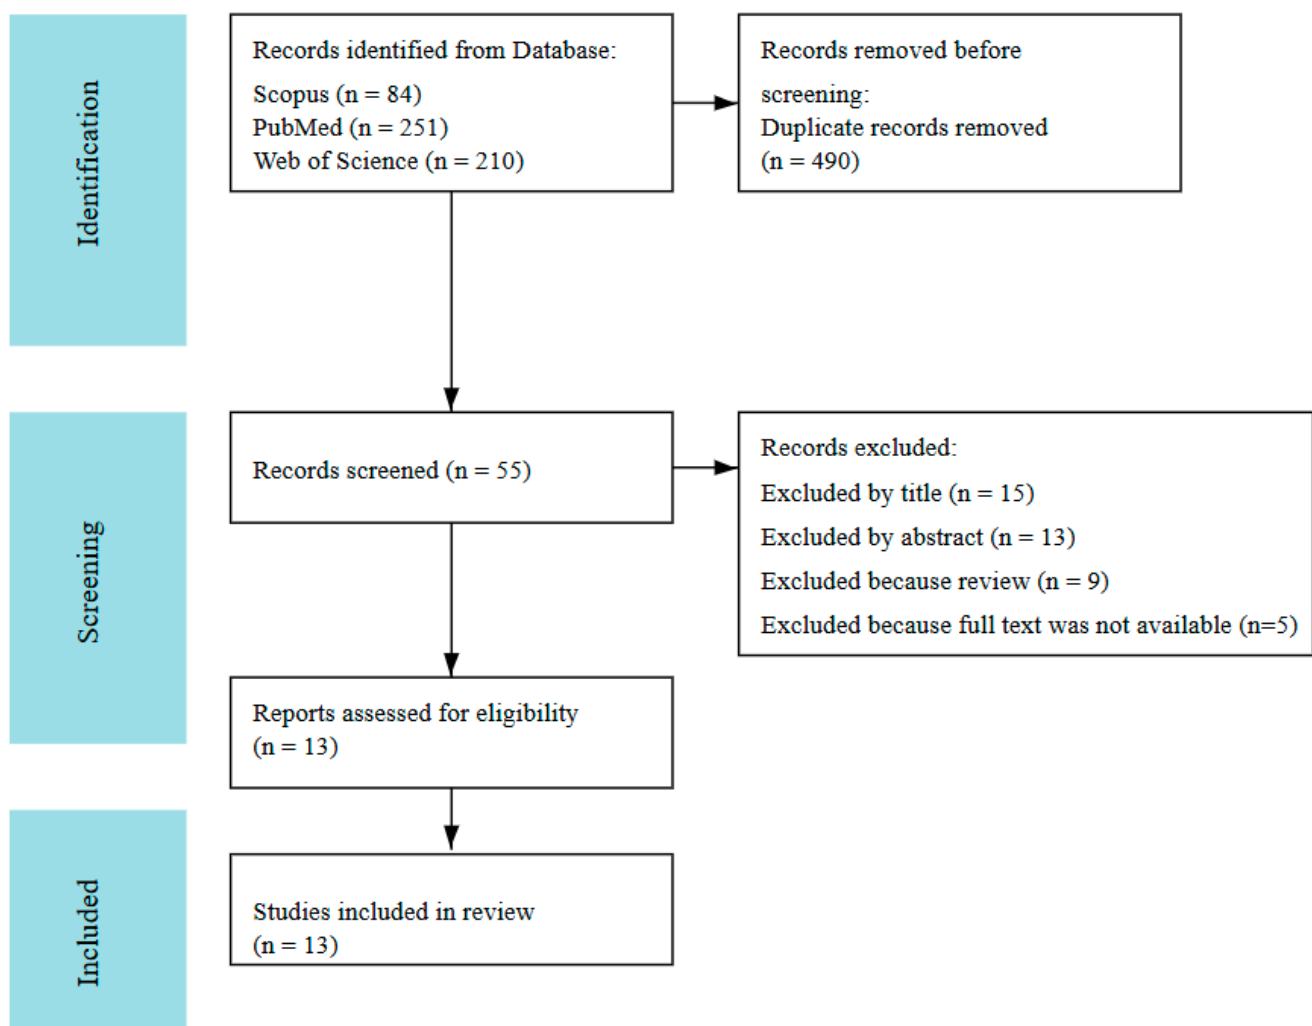 Identification
Records identified from Database:
Scopus (n = 84)
PubMed (n = 251)
Web of Science (n = 210)
Records removed before
screening:
Duplicate records removed
(n = 490)
Screening
Records screened (n = 55)
Records excluded:
Excluded by title (n = 15)
Excluded by abstract (n = 13)
Excluded because review (n = 9)
Excluded because full text was not available (n=5)
Reports assessed for eligibility
(n = 13)
Included
Studies included in review
(n = 13)